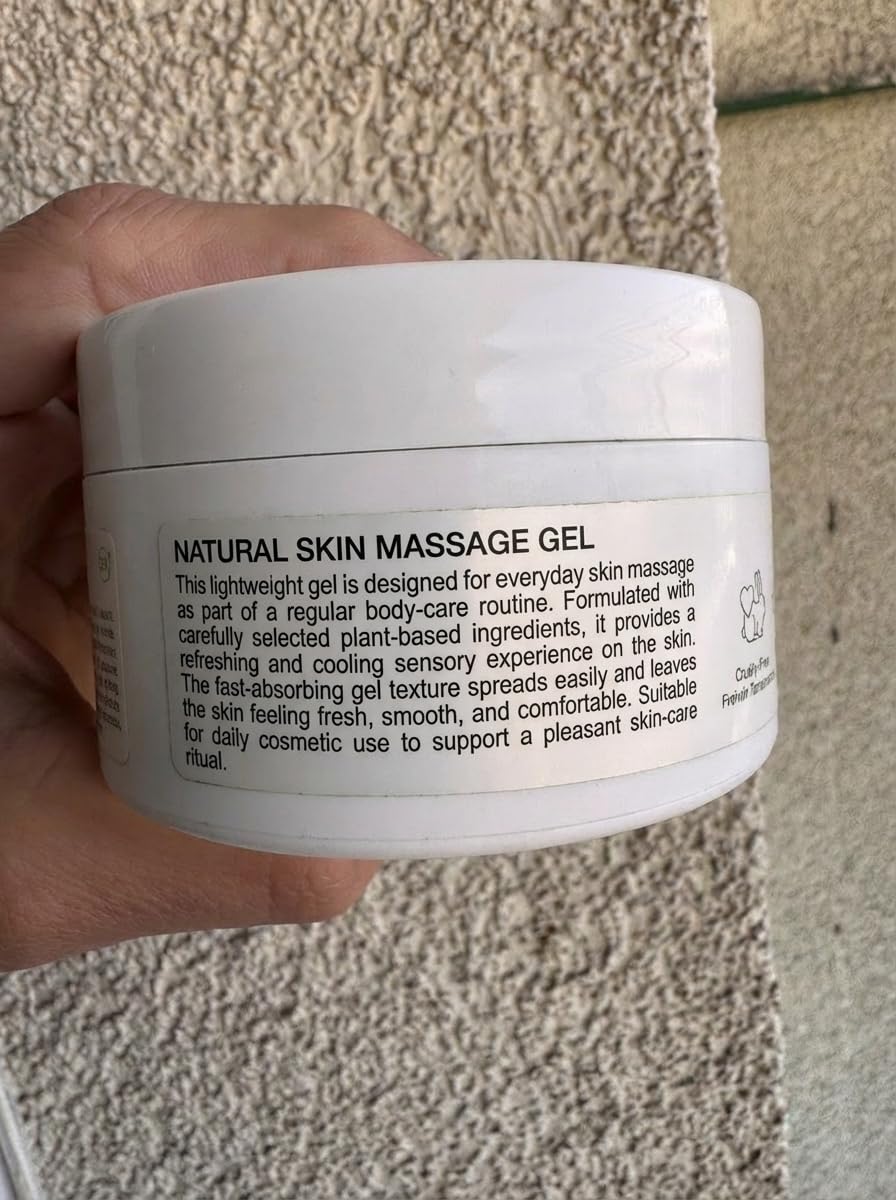 NATURAL SKIN MASSAGE GEL
This lightweight gel is designed for everyday skin massage
as part of a regular body-care routine. Formulated with
carefully selected plant-based ingredients, it provides a
refreshing and cooling sensory experience on the skin.
The fast-absorbing gel texture spreads easily and leaves
the skin feeling fresh, smooth, and comfortable. Suitable
for daily cosmetic use to support a pleasant skin-care
ritual.